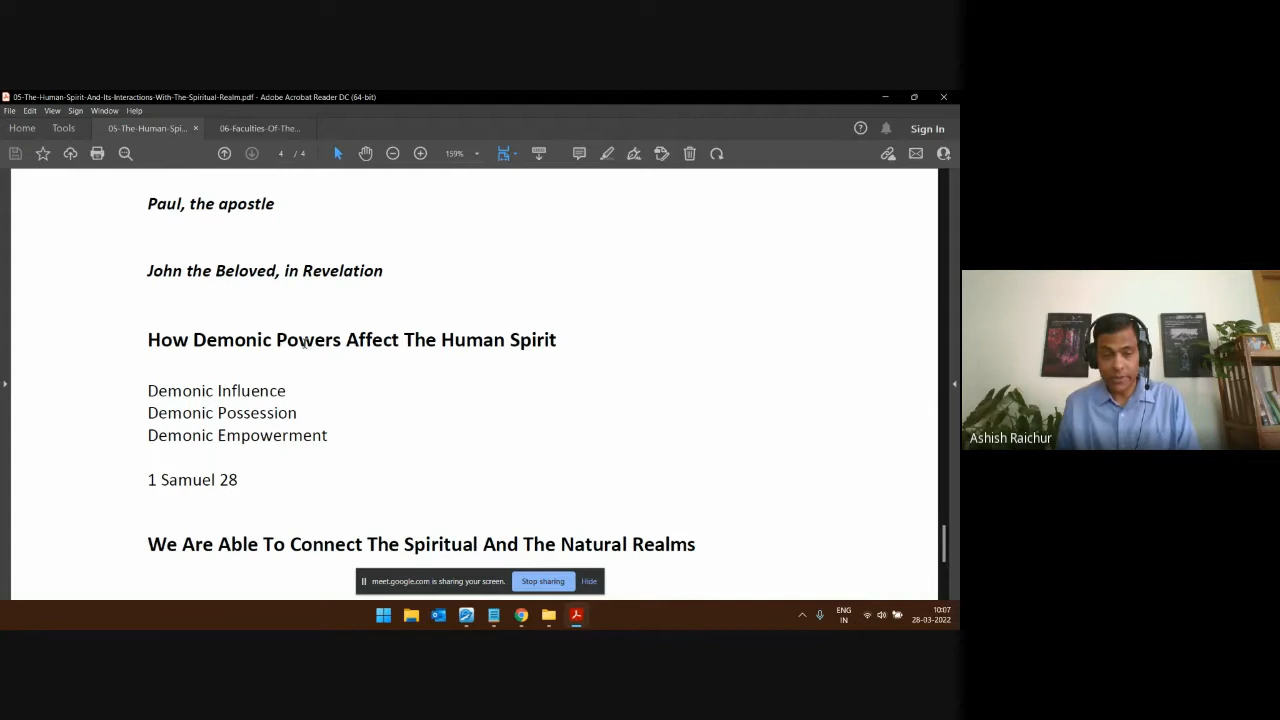 05-The-Human-Spirit-And-Its-Interactions-With-The-Spiritual-Realm.pdf - Adobe Acrobat Reader DC (64-bit)
File Edit View Sign Window Help
Home Tools 05-The-Human-Spi... × 06-Faculties-Of-The... Sign In
4 / 4 159%
Paul, the apostle
John the Beloved, in Revelation
How Demonic Powers Affect The Human Spirit
Demonic Influence
Demonic Possession
Demonic Empowerment
1 Samuel 28
We Are Able To Connect The Spiritual And The Natural Realms
meet.google.com is sharing your screen. Stop sharing Hide
ENG
IN
10:07
28-03-2022
Ashish Raichur